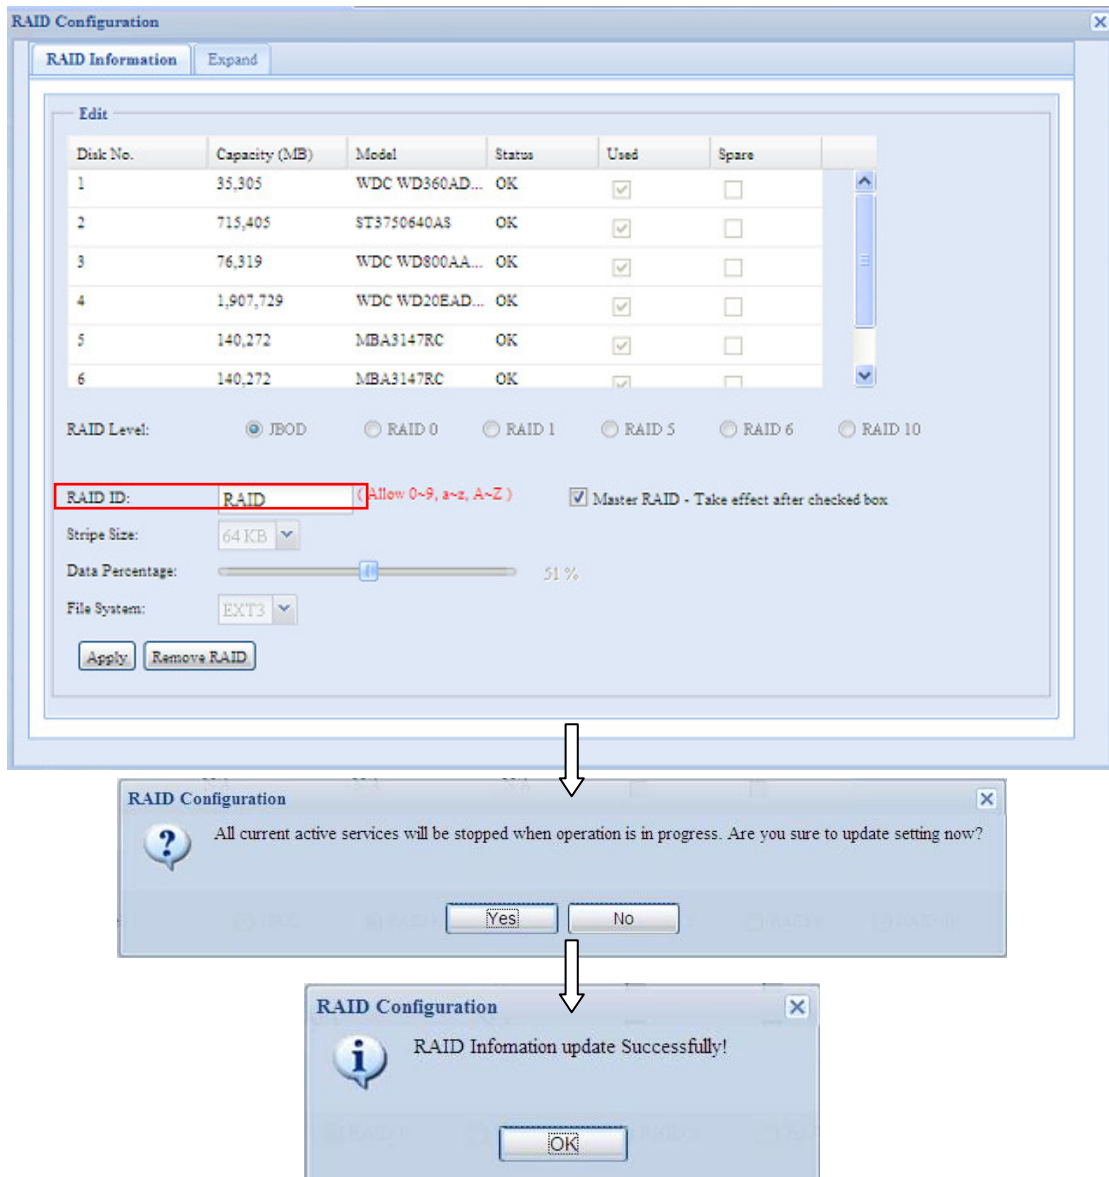 RAID Configuration
RAID Information Expand
Edit
Disk No. Capacity (MB) Model Status Used Spare
1 35,305 WDC WD360AD... OK
2 715,405 ST3750640AS OK
3 76,319 WDC WD800AA... OK
4 1,907,729 WDC WD20EAD... OK
5 140,272 MBA3147RC OK
6 140,272 MBA3147RC OK
RAID Level: JBOD RAID 0 RAID 1 RAID 5 RAID 6 RAID 10
RAID ID: RAID ( Allow 0~9, a~z, A~Z ) Master RAID - Take effect after checked box
Stripe Size: 64 KB
Data Percentage: 51 %
File System: EXT3
Apply Remove RAID
RAID Configuration
All current active services will be stopped when operation is in progress. Are you sure to update setting now?
Yes No
RAID Configuration
RAID Infomation update Successfully!
OK